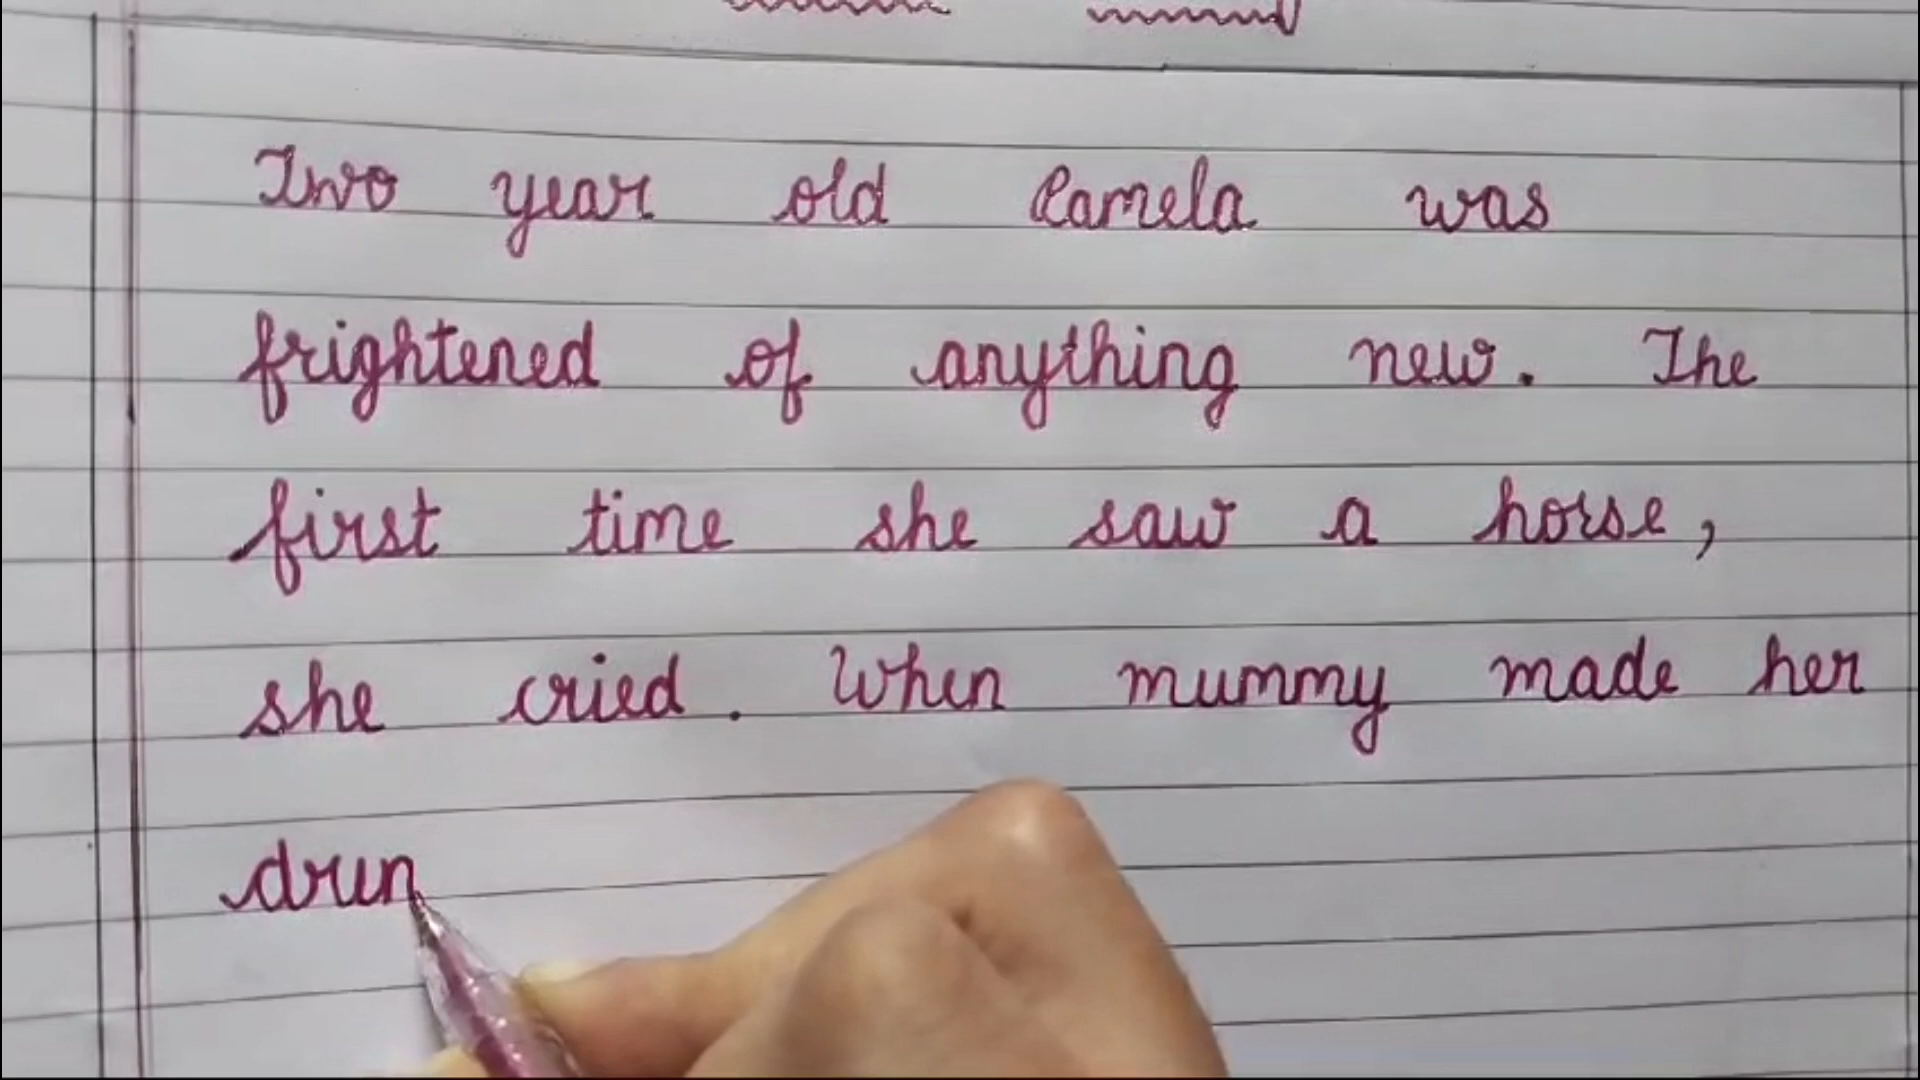 Two year old Pamela was
frightened of anything new. The
first time she saw a horse,
she cried. When mummy made her